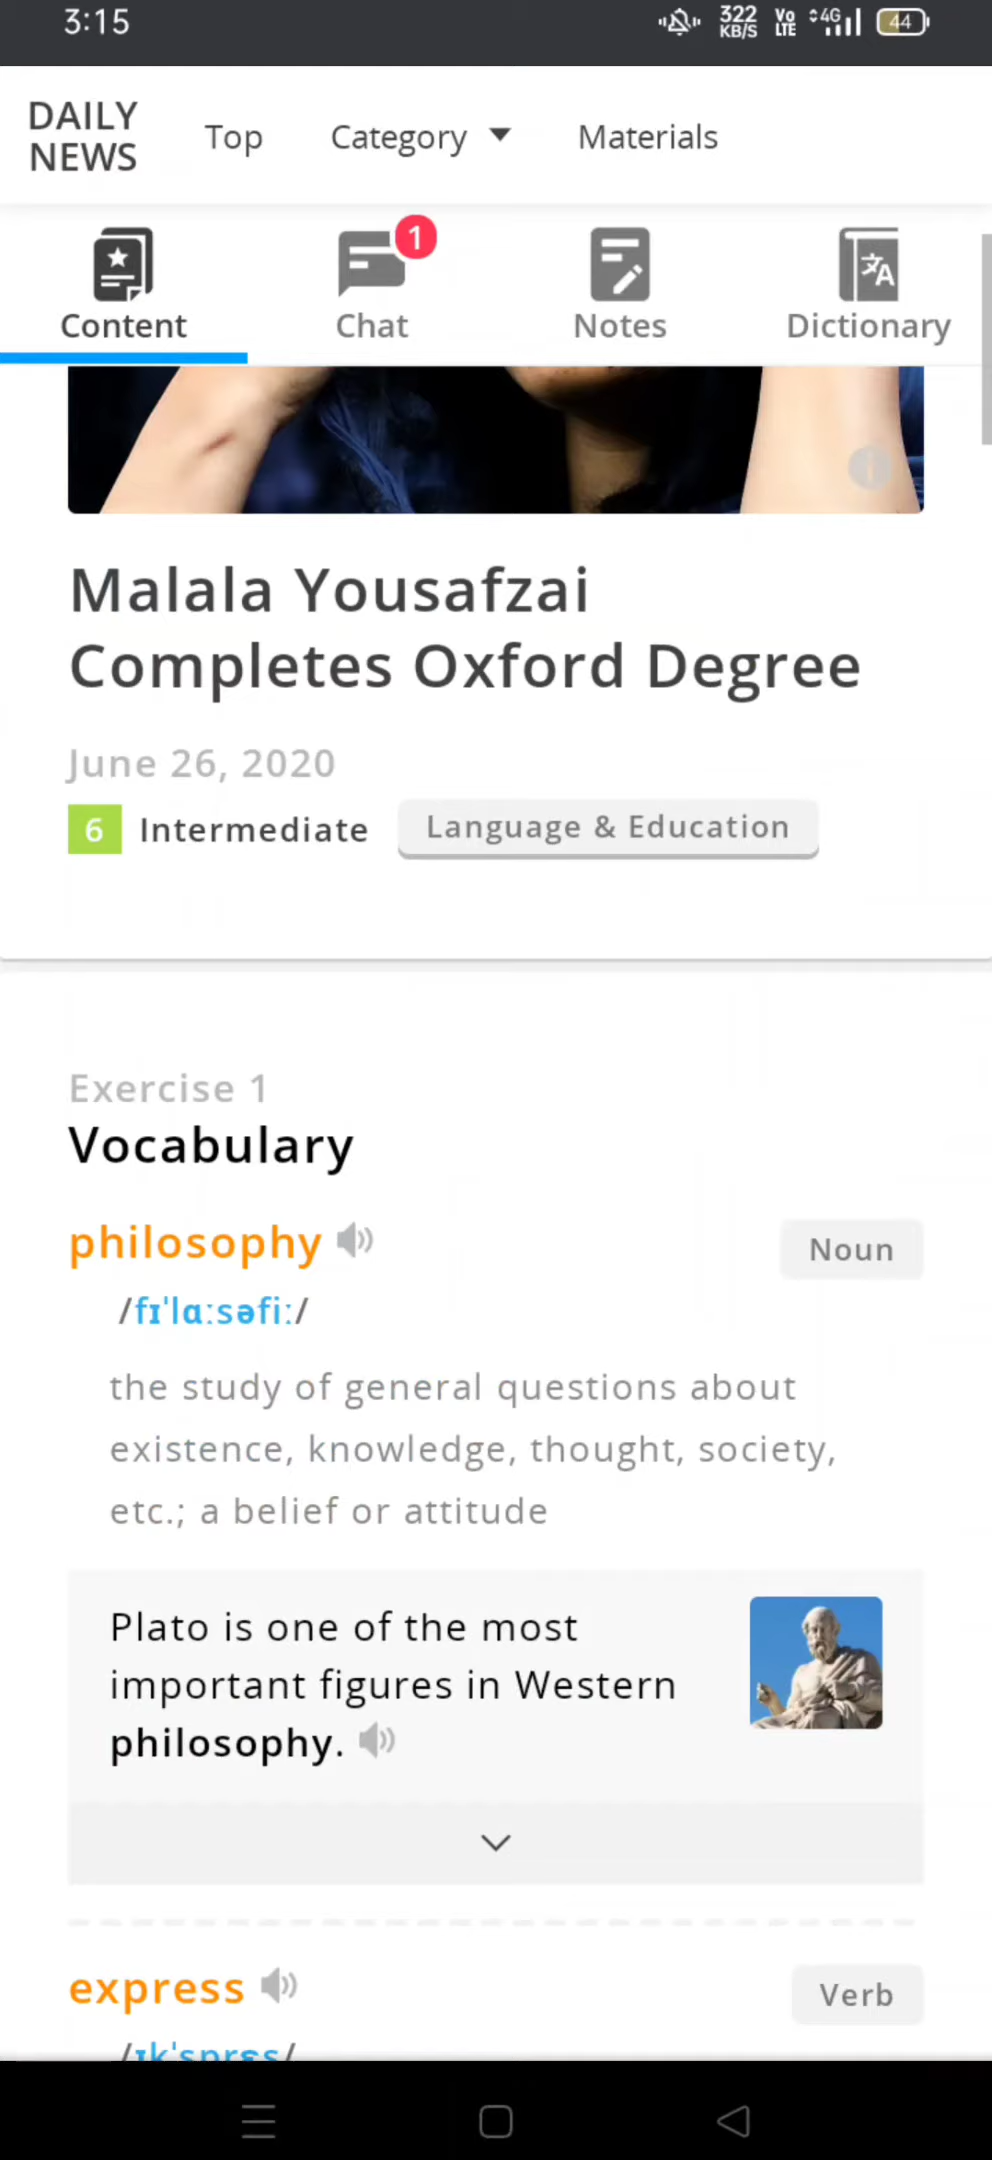 3:15
322
KB/S
Vo
LTE
4G
44
DAILY
NEWS
Top
Category
Materials
1
Content
Chat
Notes
Dictionary
Malala Yousafzai
Completes Oxford Degree
June 26, 2020
6
Intermediate
Language & Education
Exercise 1
Vocabulary
philosophy
Noun
/fɪˈlɑːsəfiː/
the study of general questions about
existence, knowledge, thought, society,
etc.; a belief or attitude
Plato is one of the most
important figures in Western
philosophy.
express
Verb
/ɪkˈsprɛs/